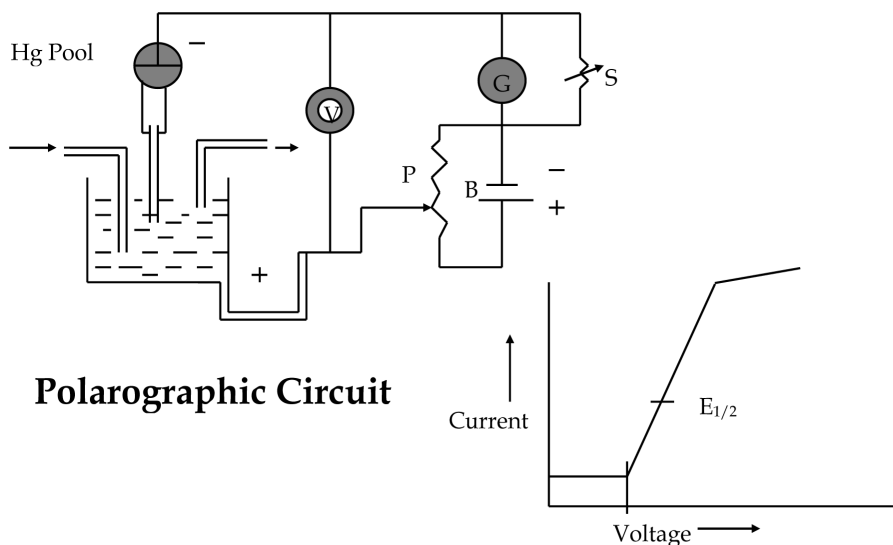 Hg Pool
−
V
G
S
P
B
−
+
+
Polarographic Circuit
Current
E1/2
Voltage